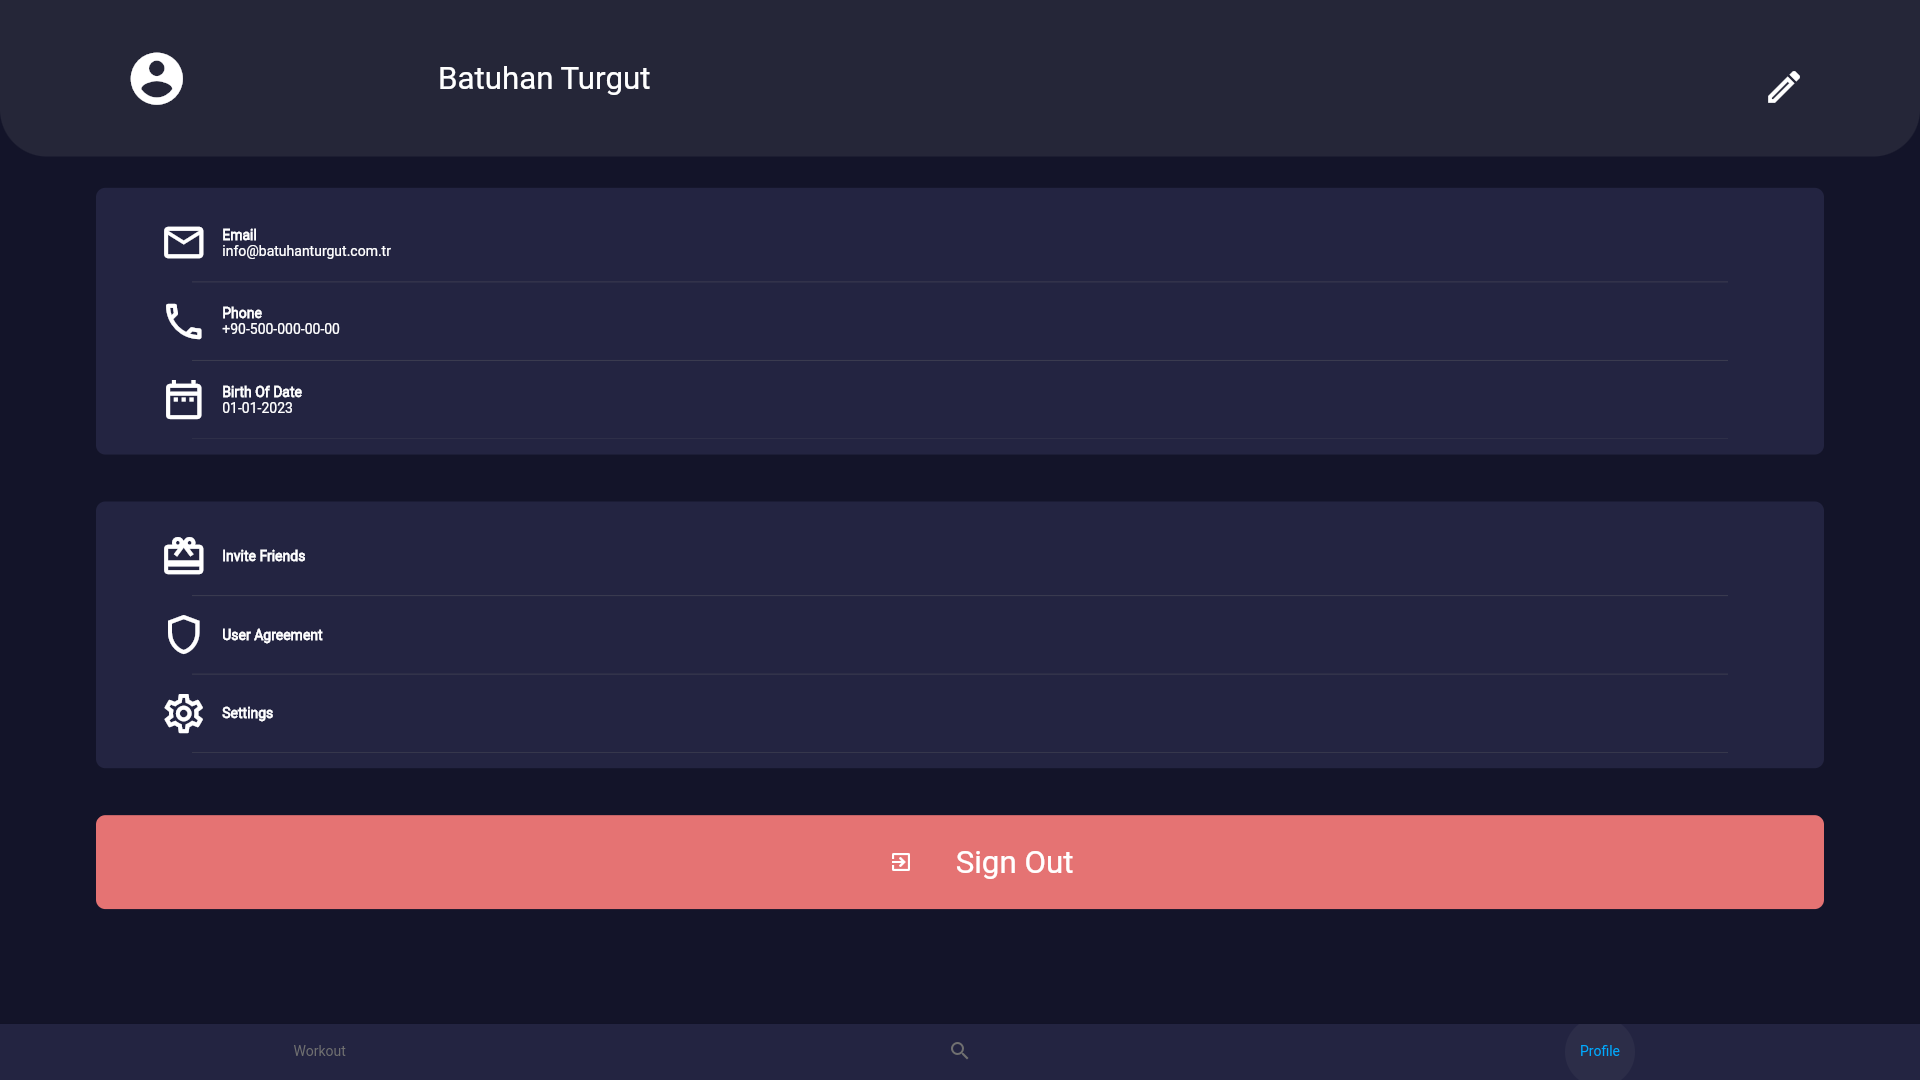 Batuhan Turgut
Email
info@batuhanturgut.com.tr
Phone
+90-500-000-00-00
Birth Of Date
01-01-2023
Invite Friends
User Agreement
Settings
Sign Out
Workout
Profile